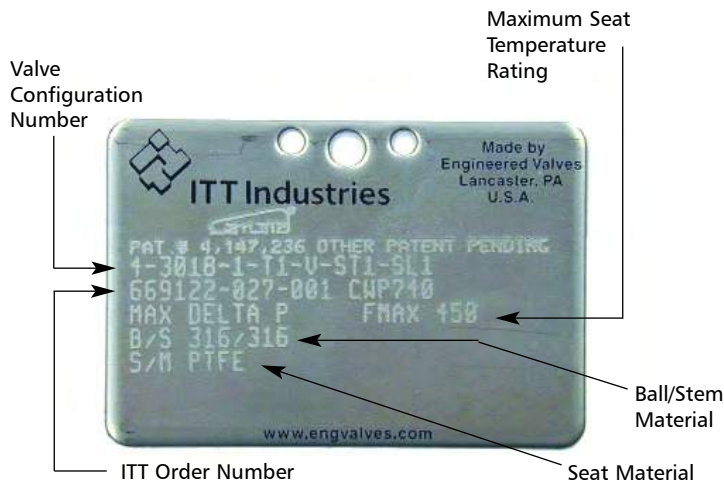 Maximum Seat
Temperature
Rating
Valve
Configuration
Number
Made by
Engineered Valves
Lancaster, PA
U.S.A.
ITT Industries
PAT # 4,147,236 OTHER PATENT PENDING
4-3018-1-T1-V-ST1-SL1
669122-027-001 CWP740
MAX DELTA P FMAX 450
B/S 316/316
S/M PTFE
Ball/Stem
Material
www.engvalves.com
ITT Order Number
Seat Material